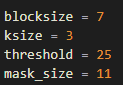 blocksize = 7
ksize = 3
threshold = 25
mask_size = 11